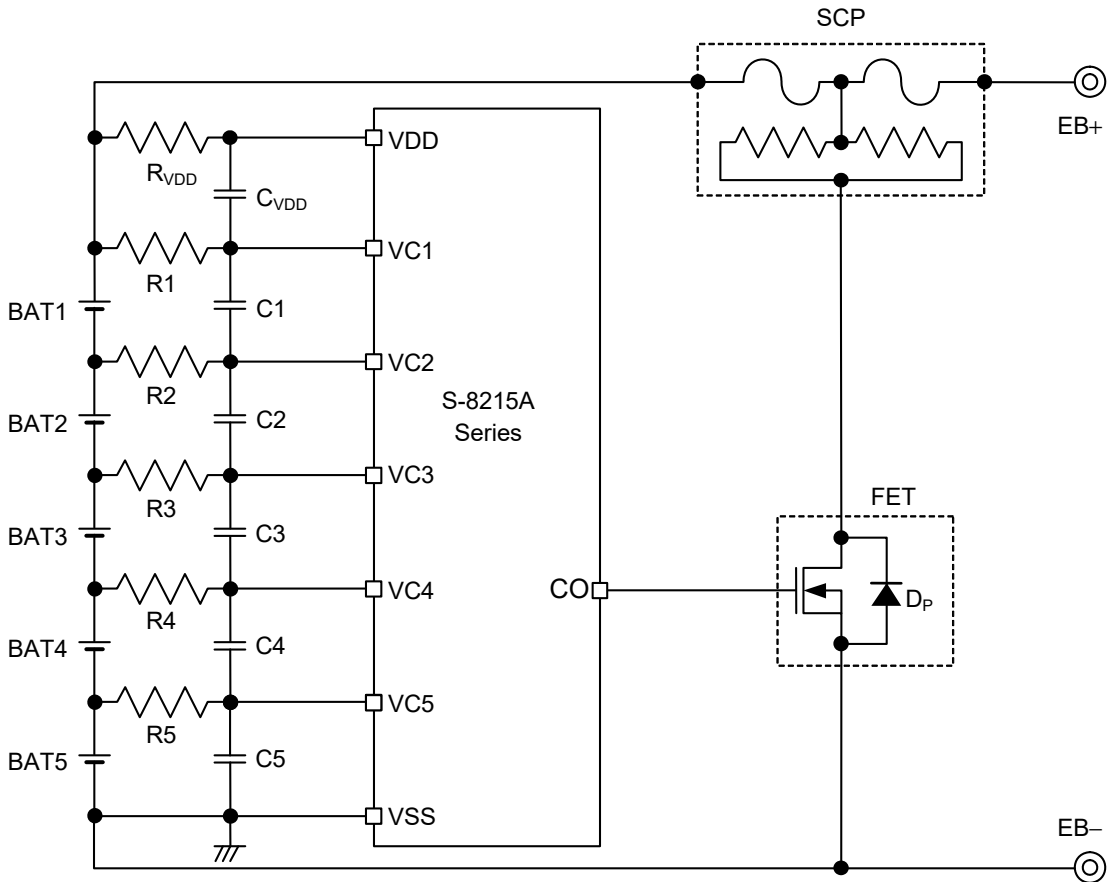 SCP
EB+
VDD
RVDD
CVDD
VC1
R1
BAT1
C1
VC2
R2
S-8215A
Series
BAT2
C2
VC3
R3
FET
BAT3
C3
CO
VC4
DP
R4
BAT4
C4
VC5
R5
BAT5
C5
VSS
EB−